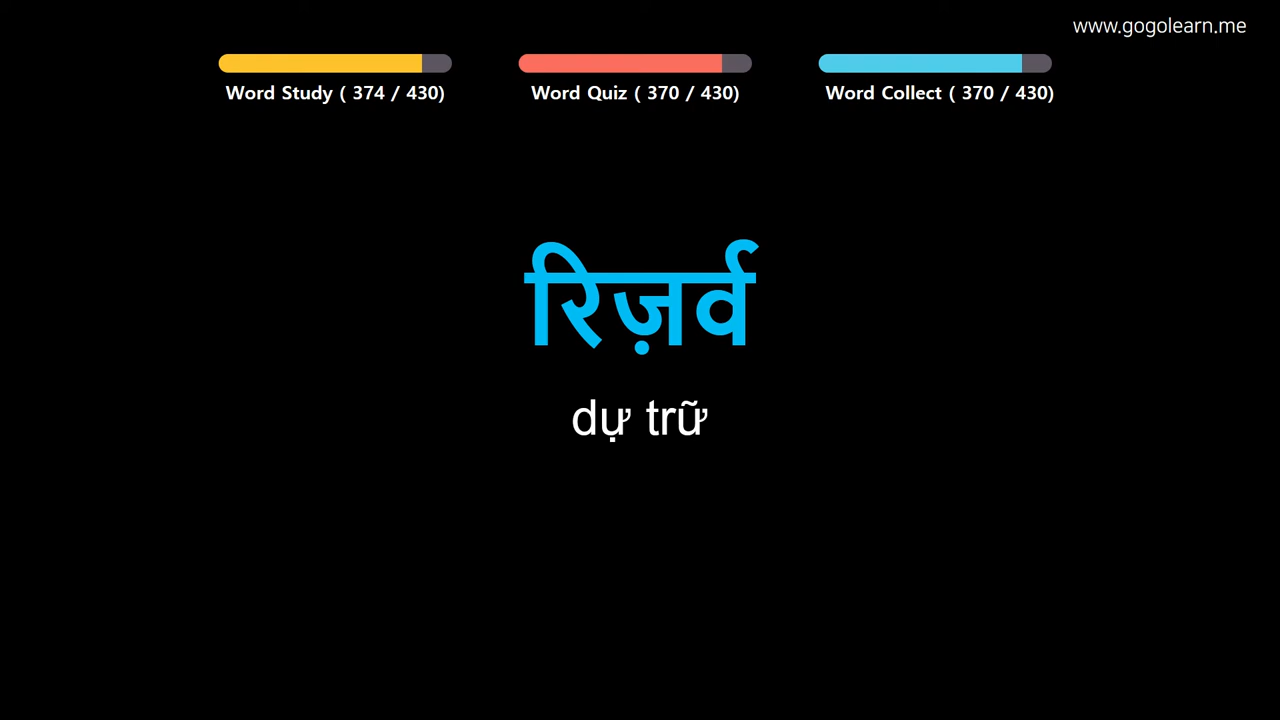 www.gogolearn.me
Word Study ( 374 / 430)
Word Quiz ( 370 / 430)
Word Collect ( 370 / 430)
रिज़र्व
dự trữ